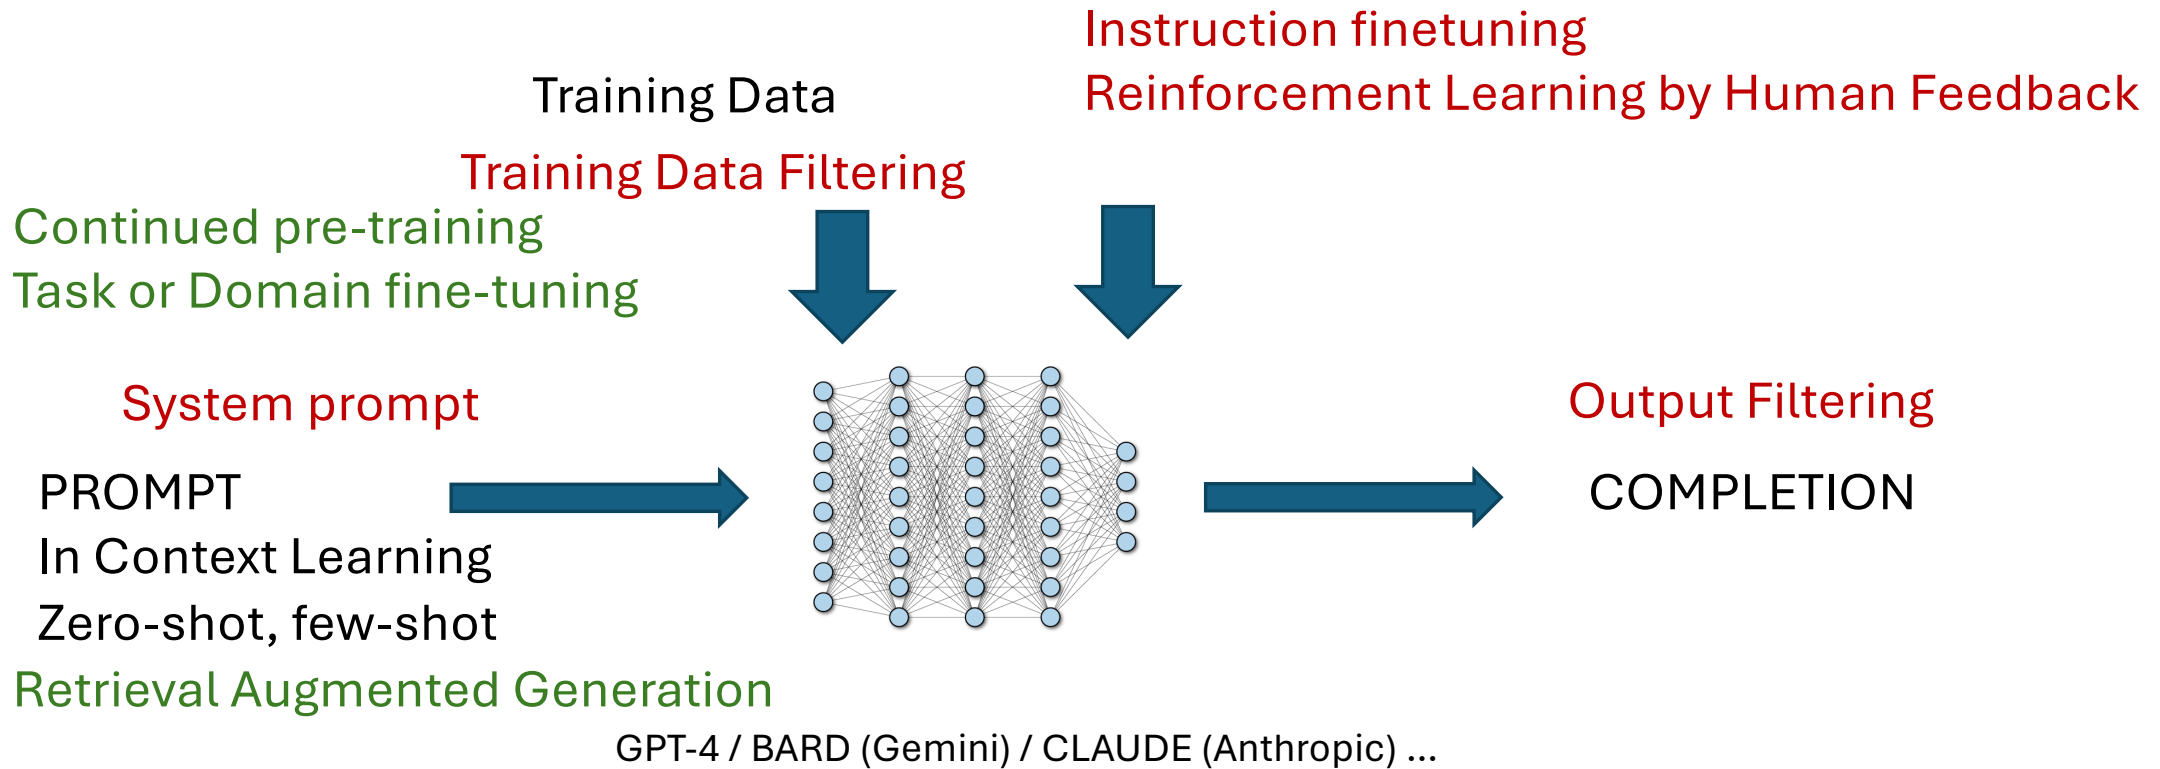 Instruction finetuning
Reinforcement Learning by Human Feedback
Training Data
Training Data Filtering
Continued pre-training
Task or Domain fine-tuning
System prompt
Output Filtering
PROMPT
COMPLETION
In Context Learning
Zero-shot, few-shot
Retrieval Augmented Generation
GPT-4 / BARD (Gemini) / CLAUDE (Anthropic) ...